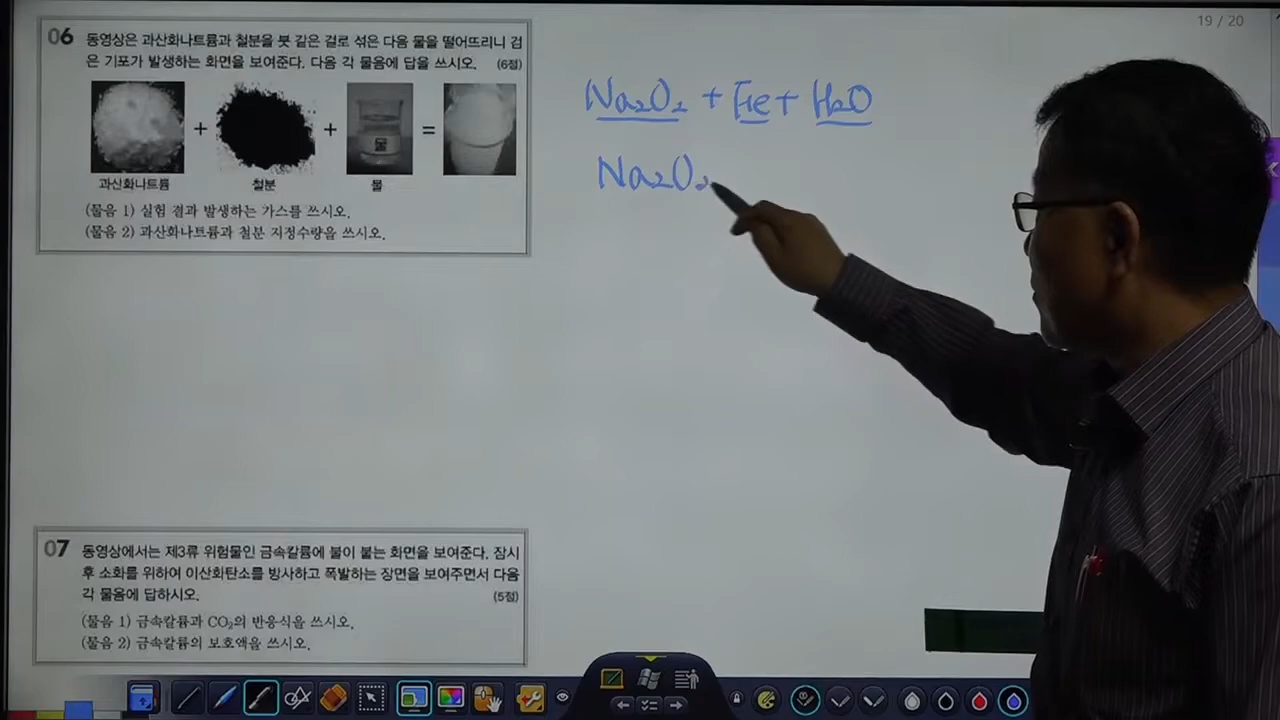 19 / 20
06 동영상은 과산화나트륨과 철분을 붓 같은 걸로 섞은 다음 물을 떨어뜨리니 검
은 기포가 발생하는 화면을 보여준다. 다음 각 물음에 답을 쓰시오. (6점)
+ + 물 =
과산화나트륨 철분 물
(물음 1) 실험 결과 발생하는 가스를 쓰시오.
(물음 2) 과산화나트륨과 철분 지정수량을 쓰시오.
Na₂O₂ + Fe + H₂O
Na₂O₂
07 동영상에서는 제3류 위험물인 금속칼륨에 불이 붙는 화면을 보여준다. 잠시
후 소화를 위하여 이산화탄소를 방사하고 폭발하는 장면을 보여주면서 다음
각 물음에 답하시오. (5점)
(물음 1) 금속칼륨과 CO₂의 반응식을 쓰시오.
(물음 2) 금속칼륨의 보호액을 쓰시오.